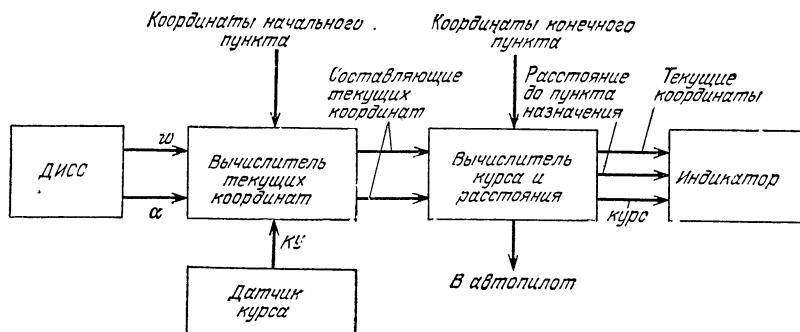 Координаты начального
пункта
Координаты конечного
пункта
Составляющие
текущих
координат
Расстояние
до пункта
назначения
Текущие
координаты
ДИСС
w
α
Вычислитель
текущих
координат
Вычислитель
курса и
расстояния
Индикатор
курс
КУ
Датчик
курса
В автопилот